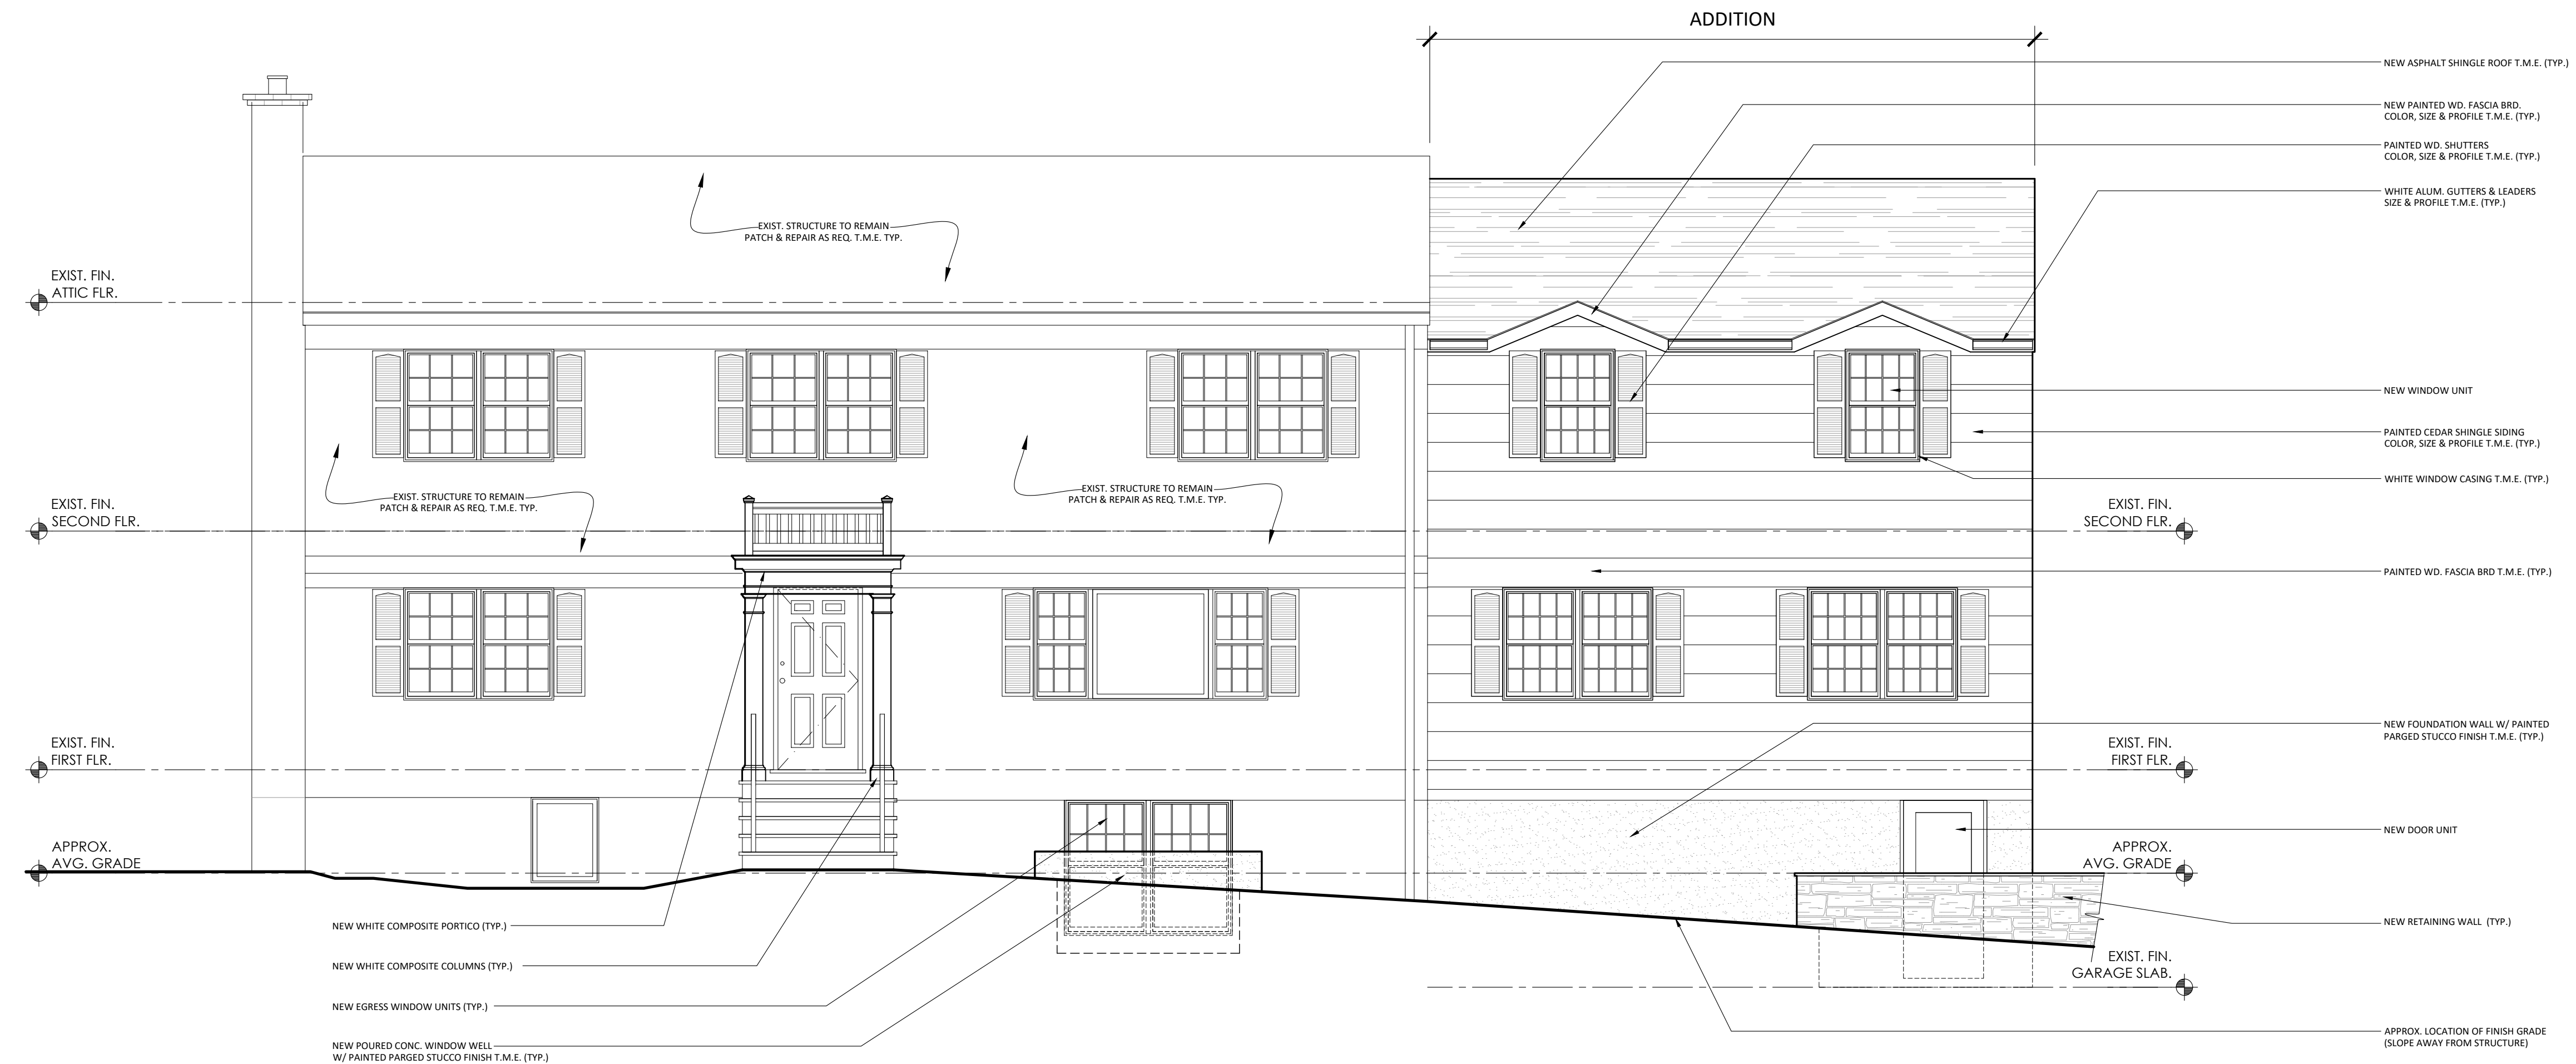 ADDITION
NEW ASPHALT SHINGLE ROOF T.M.E. (TYP.)
NEW PAINTED WD. FASCIA BRD.
COLOR, SIZE & PROFILE T.M.E. (TYP.)
PAINTED WD. SHUTTERS
COLOR, SIZE & PROFILE T.M.E. (TYP.)
WHITE ALUM. GUTTERS & LEADERS
SIZE & PROFILE T.M.E. (TYP.)
EXIST. STRUCTURE TO REMAIN
PATCH & REPAIR AS REQ. T.M.E. TYP.
EXIST. FIN.
ATTIC FLR.
NEW WINDOW UNIT
PAINTED CEDAR SHINGLE SIDING
COLOR, SIZE & PROFILE T.M.E. (TYP.)
WHITE WINDOW CASING T.M.E. (TYP.)
EXIST. STRUCTURE TO REMAIN
PATCH & REPAIR AS REQ. T.M.E. TYP.
EXIST. STRUCTURE TO REMAIN
PATCH & REPAIR AS REQ. T.M.E. TYP.
EXIST. FIN.
SECOND FLR.
EXIST. FIN.
SECOND FLR.
PAINTED WD. FASCIA BRD T.M.E. (TYP.)
NEW FOUNDATION WALL W/ PAINTED
PARGED STUCCO FINISH T.M.E. (TYP.)
EXIST. FIN.
FIRST FLR.
EXIST. FIN.
FIRST FLR.
NEW DOOR UNIT
APPROX.
AVG. GRADE
APPROX.
AVG. GRADE
NEW WHITE COMPOSITE PORTICO (TYP.)
NEW RETAINING WALL (TYP.)
NEW WHITE COMPOSITE COLUMNS (TYP.)
EXIST. FIN.
GARAGE SLAB.
NEW EGRESS WINDOW UNITS (TYP.)
APPROX. LOCATION OF FINISH GRADE
(SLOPE AWAY FROM STRUCTURE)
NEW POURED CONC. WINDOW WELL
W/ PAINTED PARGED STUCCO FINISH T.M.E. (TYP.)